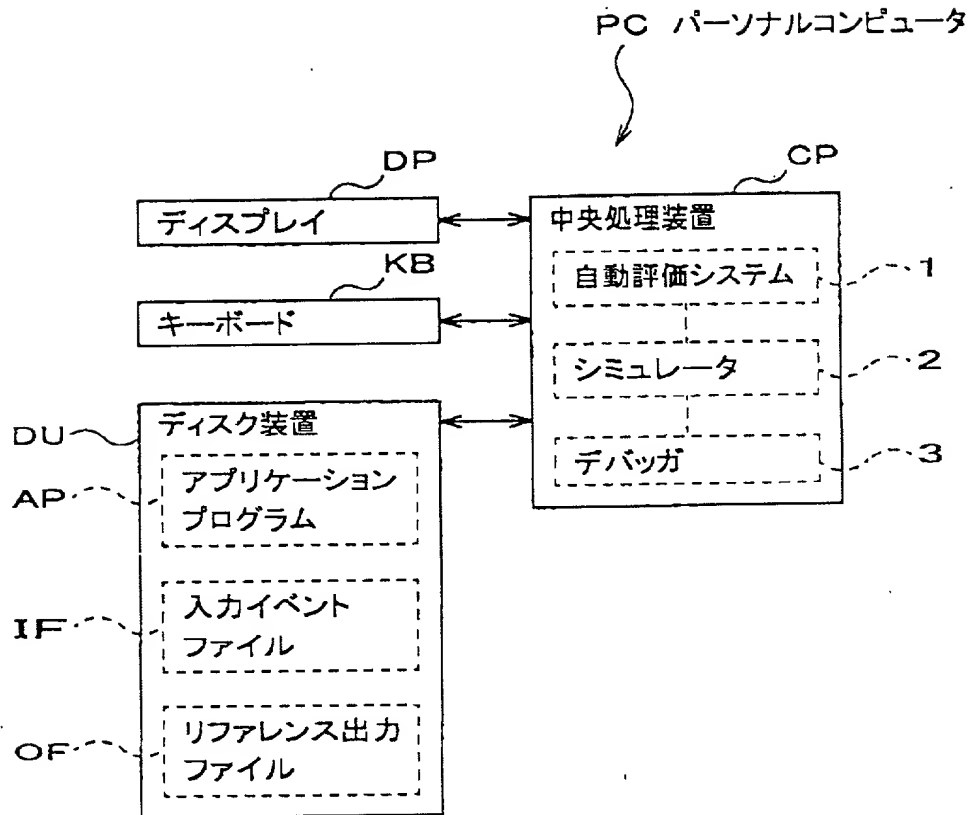 PC パーソナルコンピュータ
DP
ディスプレイ
KB
キーボード
CP
中央処理装置
自動評価システム
1
シミュレータ
2
デバッガ
3
DU
ディスク装置
AP
アプリケーション
プログラム
IF
入力イベント
ファイル
OF
リファレンス出力
ファイル